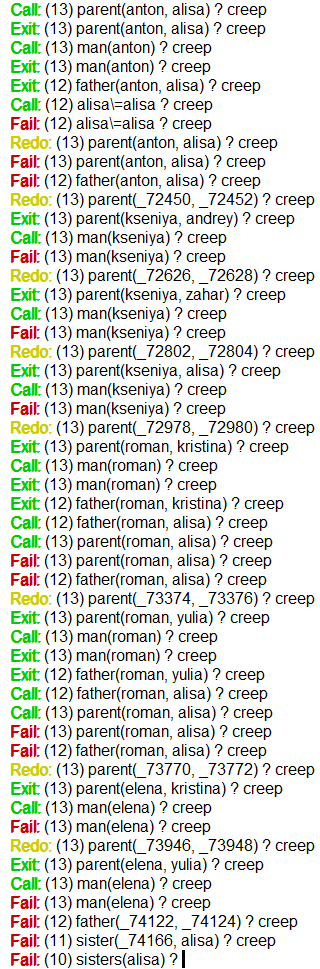 Call: (13) parent(anton, alisa) ? creep
Exit: (13) parent(anton, alisa) ? creep
Call: (13) man(anton) ? creep
Exit: (13) man(anton) ? creep
Exit: (12) father(anton, alisa) ? creep
Call: (12) alisa\=alisa ? creep
Fail: (12) alisa\=alisa ? creep
Redo: (13) parent(anton, alisa) ? creep
Fail: (13) parent(anton, alisa) ? creep
Fail: (12) father(anton, alisa) ? creep
Redo: (13) parent(_72450, _72452) ? creep
Exit: (13) parent(kseniya, andrey) ? creep
Call: (13) man(kseniya) ? creep
Fail: (13) man(kseniya) ? creep
Redo: (13) parent(_72626, _72628) ? creep
Exit: (13) parent(kseniya, zahar) ? creep
Call: (13) man(kseniya) ? creep
Fail: (13) man(kseniya) ? creep
Redo: (13) parent(_72802, _72804) ? creep
Exit: (13) parent(kseniya, alisa) ? creep
Call: (13) man(kseniya) ? creep
Fail: (13) man(kseniya) ? creep
Redo: (13) parent(_72978, _72980) ? creep
Exit: (13) parent(roman, kristina) ? creep
Call: (13) man(roman) ? creep
Exit: (13) man(roman) ? creep
Exit: (12) father(roman, kristina) ? creep
Call: (12) father(roman, alisa) ? creep
Call: (13) parent(roman, alisa) ? creep
Fail: (13) parent(roman, alisa) ? creep
Fail: (12) father(roman, alisa) ? creep
Redo: (13) parent(_73374, _73376) ? creep
Exit: (13) parent(roman, yulia) ? creep
Call: (13) man(roman) ? creep
Exit: (13) man(roman) ? creep
Exit: (12) father(roman, yulia) ? creep
Call: (12) father(roman, alisa) ? creep
Call: (13) parent(roman, alisa) ? creep
Fail: (13) parent(roman, alisa) ? creep
Fail: (12) father(roman, alisa) ? creep
Redo: (13) parent(_73770, _73772) ? creep
Exit: (13) parent(elena, kristina) ? creep
Call: (13) man(elena) ? creep
Fail: (13) man(elena) ? creep
Redo: (13) parent(_73946, _73948) ? creep
Exit: (13) parent(elena, yulia) ? creep
Call: (13) man(elena) ? creep
Fail: (13) man(elena) ? creep
Fail: (12) father(_74122, _74124) ? creep
Fail: (11) sister(_74166, alisa) ? creep
Fail: (10) sisters(alisa) ?